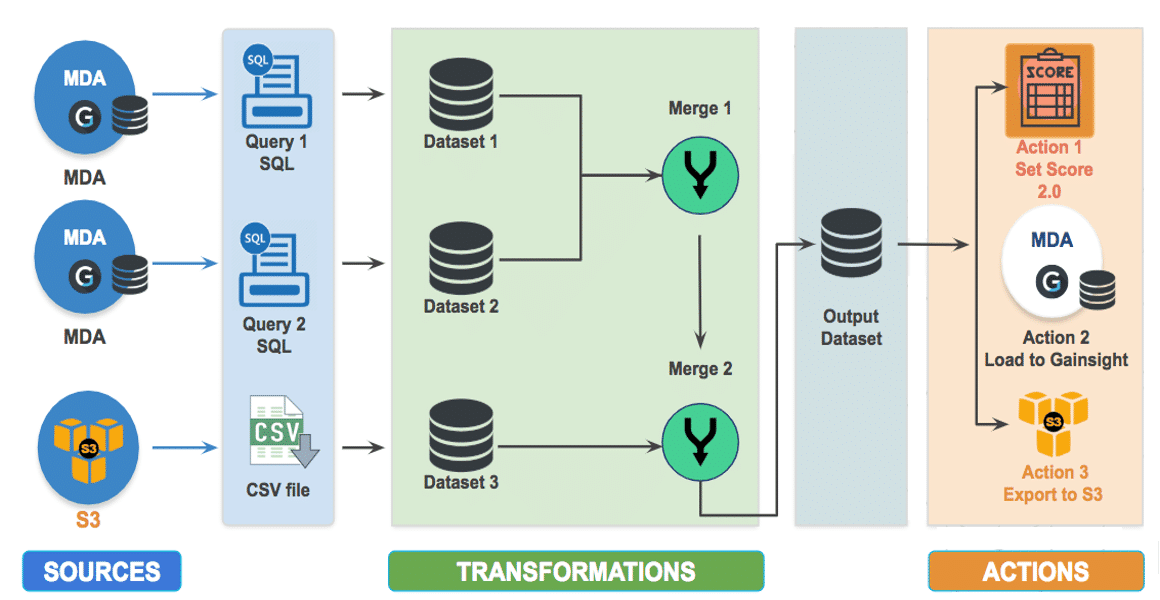 MDA
G
MDA
SQL
Query 1
SQL
Dataset 1
Merge 1
SCORE
Action 1
Set Score
2.0
MDA
G
MDA
SQL
Query 2
SQL
Dataset 2
Output
Dataset
MDA
G
Action 2
Load to Gainsight
Merge 2
S3
S3
CSV
CSV file
Dataset 3
S3
Action 3
Export to S3
SOURCES
TRANSFORMATIONS
ACTIONS